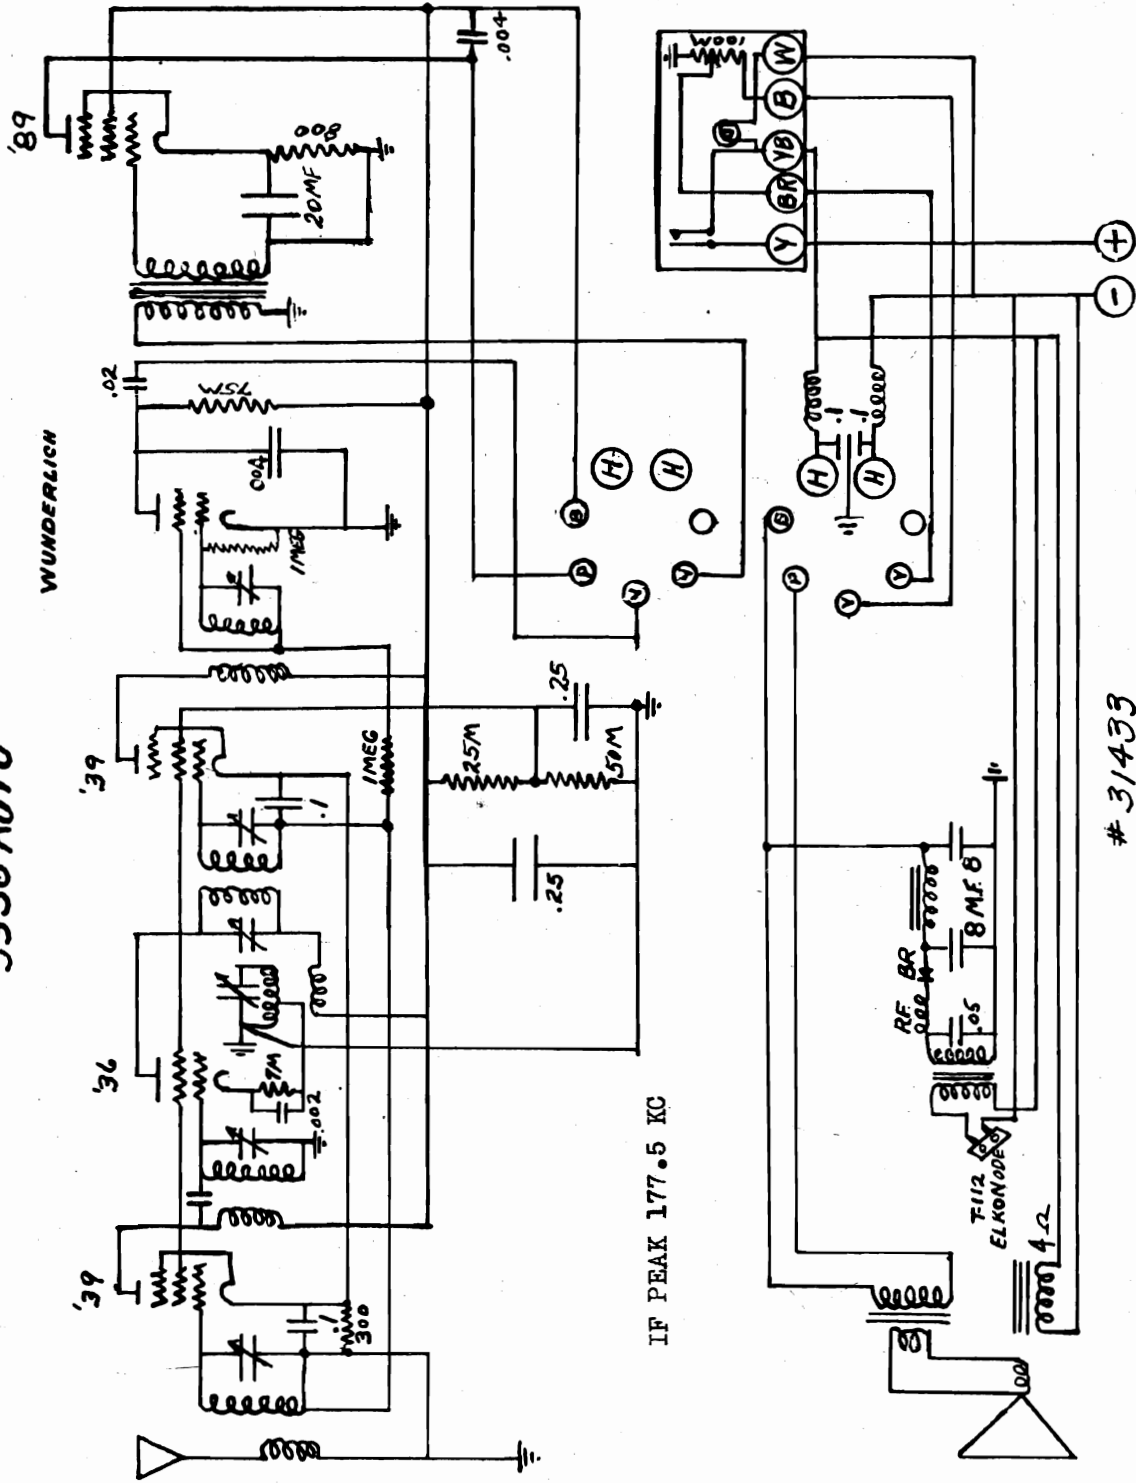 WUNDERLICH
'39
'36
'39
'89
.1
300
.002
7M
.1
1MEG
1MEG
.004
75M
.02
20MF
800
.004
.25
25M
50M
.25
IF PEAK 177.5 KC
B
P
Y
Y
H
H
B
P
Y
Y
H
H
.1
.1
100M
W
B
YB
BR
Y
+
-
RF
BR
.05
8 M.F. 8
T-112
ELKONODE
4 Ω
# 31433